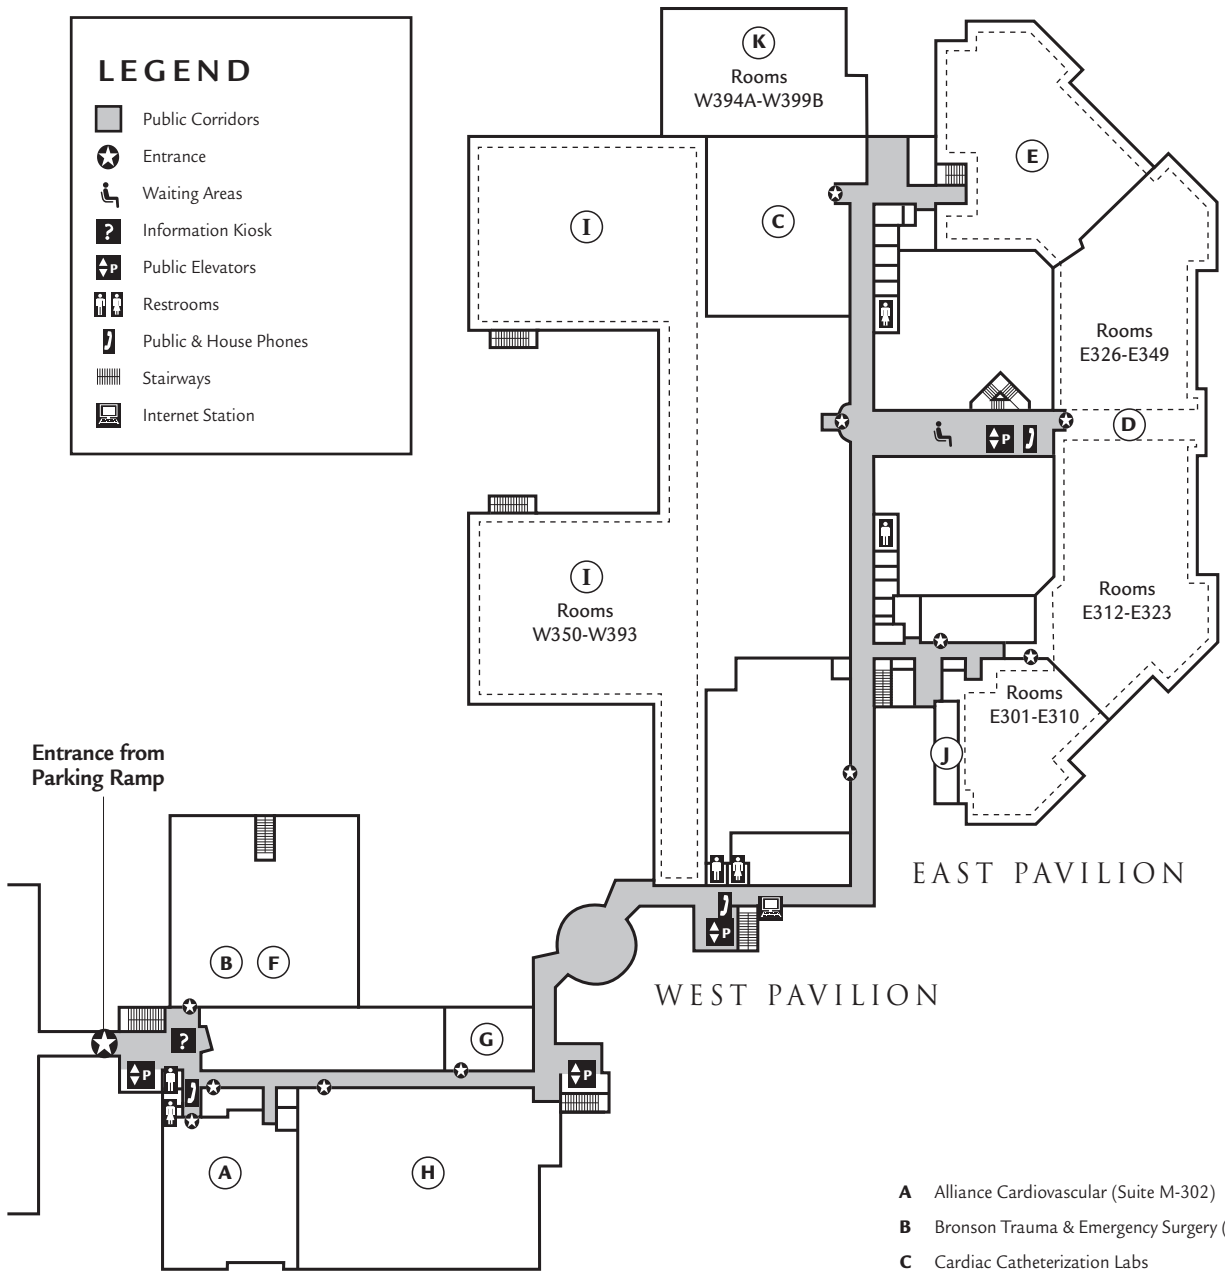 LEGEND
Public Corridors
Entrance
Waiting Areas
?
Information Kiosk
P
Public Elevators
Restrooms
Public & House Phones
Stairways
Internet Station
K
Rooms
W394A-W399B
E
I
C
Rooms
E326-E349
P
D
I
Rooms
W350-W393
Rooms
E312-E323
Rooms
E301-E310
J
Entrance from
Parking Ramp
EAST PAVILION
P
B
F
WEST PAVILION
?
G
P
P
A
H
A Alliance Cardiovascular (Suite M-302)
B Bronson Trauma & Emergency Surgery (
C Cardiac Catheterization Labs